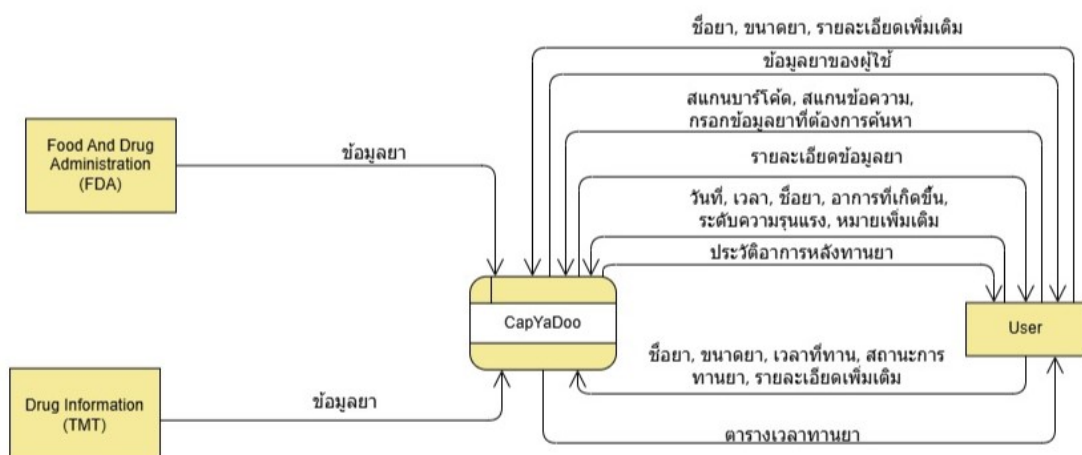 ชื่อยา, ขนาดยา, รายละเอียดเพิ่มเติม
ข้อมูลยาของผู้ใช้
สแกนบาร์โค้ด, สแกนข้อความ,
กรอกข้อมูลยาที่ต้องการค้นหา
Food And Drug
Administration
(FDA)
ข้อมูลยา
รายละเอียดข้อมูลยา
วันที่, เวลา, ชื่อยา, อาการที่เกิดขึ้น,
ระดับความรุนแรง, หมายเพิ่มเติม
ประวัติอาการหลังทานยา
CapYaDoo
User
ชื่อยา, ขนาดยา, เวลาที่ทาน, สถานะการ
ทานยา, รายละเอียดเพิ่มเติม
Drug Information
(TMT)
ข้อมูลยา
ตารางเวลาทานยา